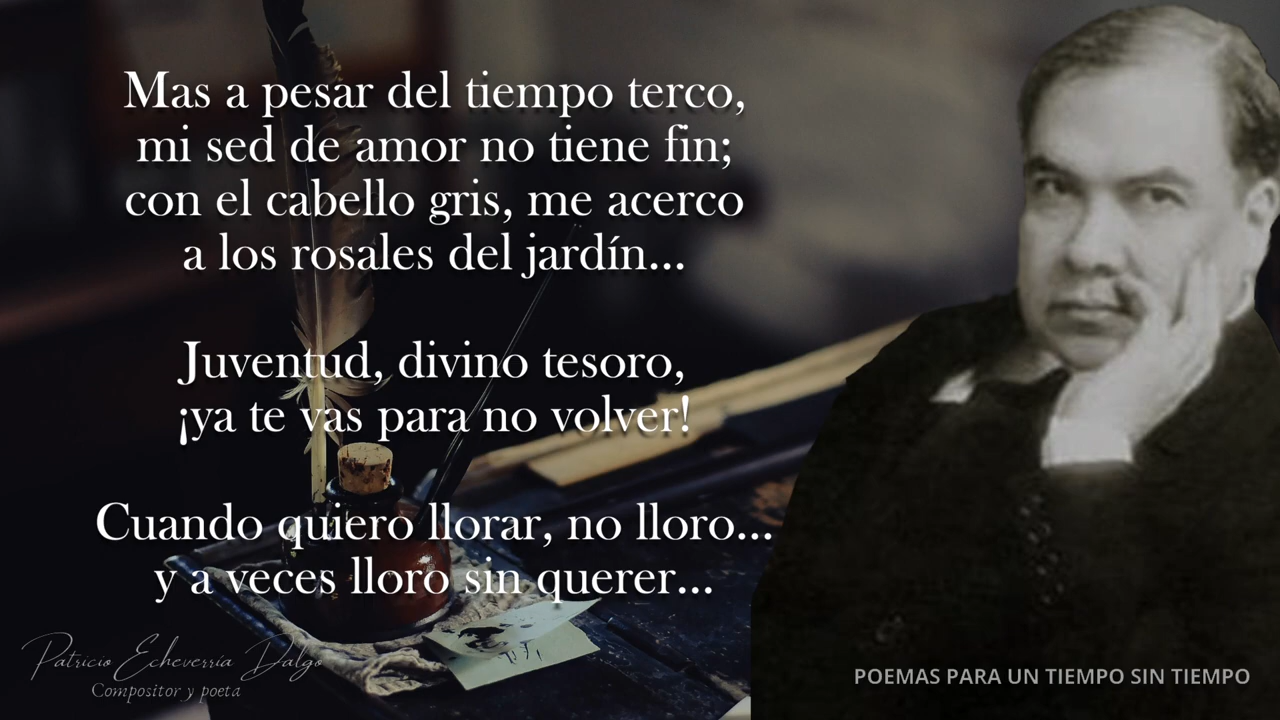 Mas a pesar del tiempo terco,
mi sed de amor no tiene fin;
con el cabello gris, me acerco
a los rosales del jardín...
Juventud, divino tesoro,
¡ya te vas para no volver!
Cuando quiero llorar, no lloro...
y a veces lloro sin querer...
Patricio Echeverría Dalgo
Compositor y poeta
POEMAS PARA UN TIEMPO SIN TIEMPO